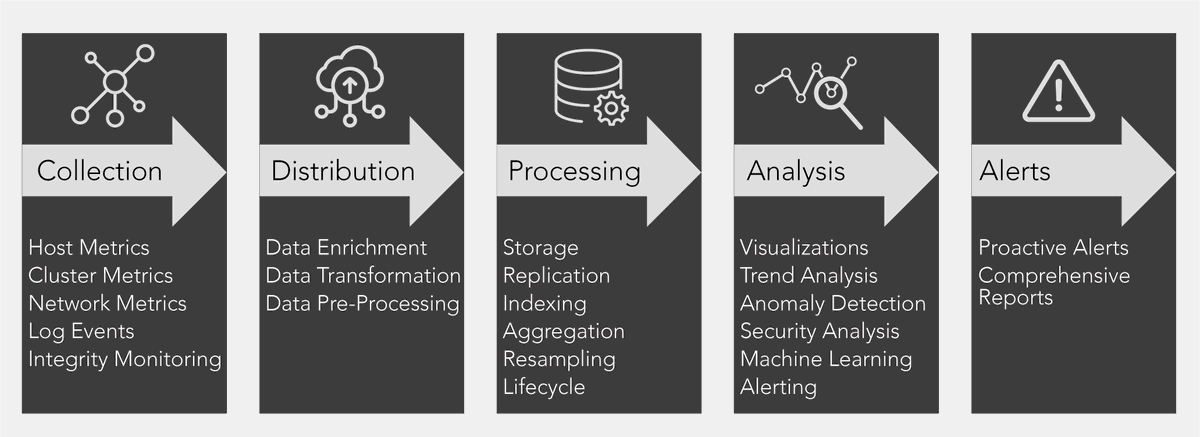 Collection
Host Metrics
Cluster Metrics
Network Metrics
Log Events
Integrity Monitoring
Distribution
Data Enrichment
Data Transformation
Data Pre-Processing
Processing
Storage
Replication
Indexing
Aggregation
Resampling
Lifecycle
Analysis
Visualizations
Trend Analysis
Anomaly Detection
Security Analysis
Machine Learning
Alerting
Alerts
Proactive Alerts
Comprehensive
Reports